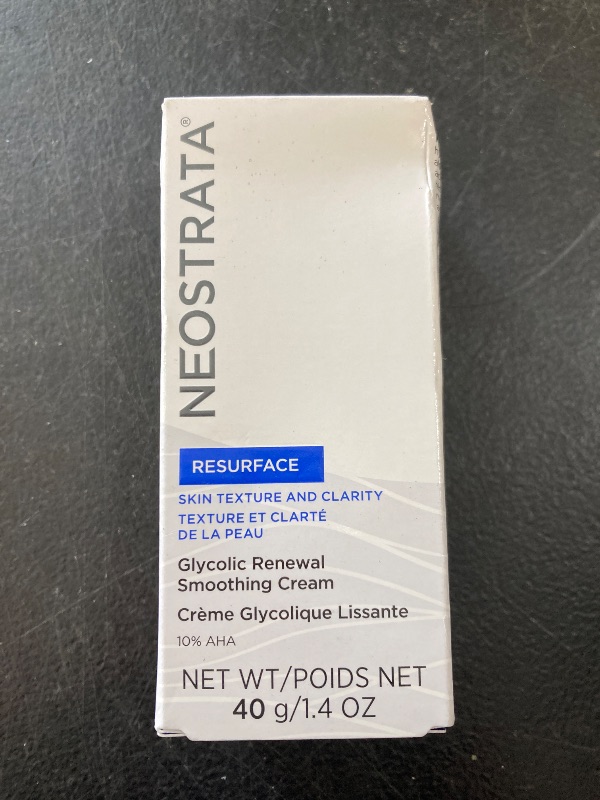 NEOSTRATA®
RESURFACE
SKIN TEXTURE AND CLARITY
TEXTURE ET CLARTÉ
DE LA PEAU
Glycolic Renewal
Smoothing Cream
Crème Glycolique Lissante
10% AHA
NET WT/POIDS NET
40 g/1.4 OZ